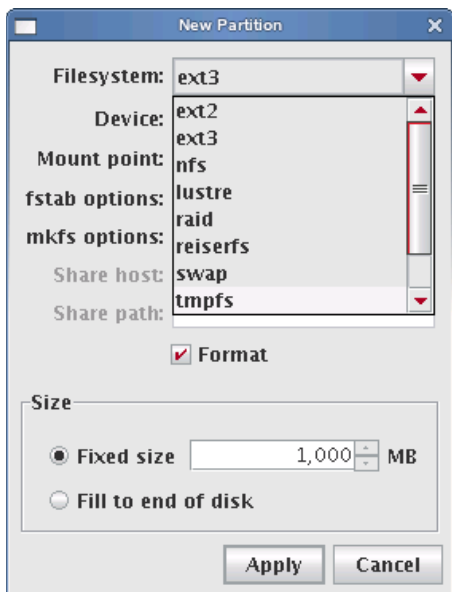 New Partition
Filesystem: ext3
Device:
ext2
ext3
Mount point:
nfs
fstab options:
lustre
raid
mkfs options:
reiserfs
Share host:
swap
Share path:
tmpfs
Format
Size
Fixed size 1,000 MB
Fill to end of disk
Apply Cancel